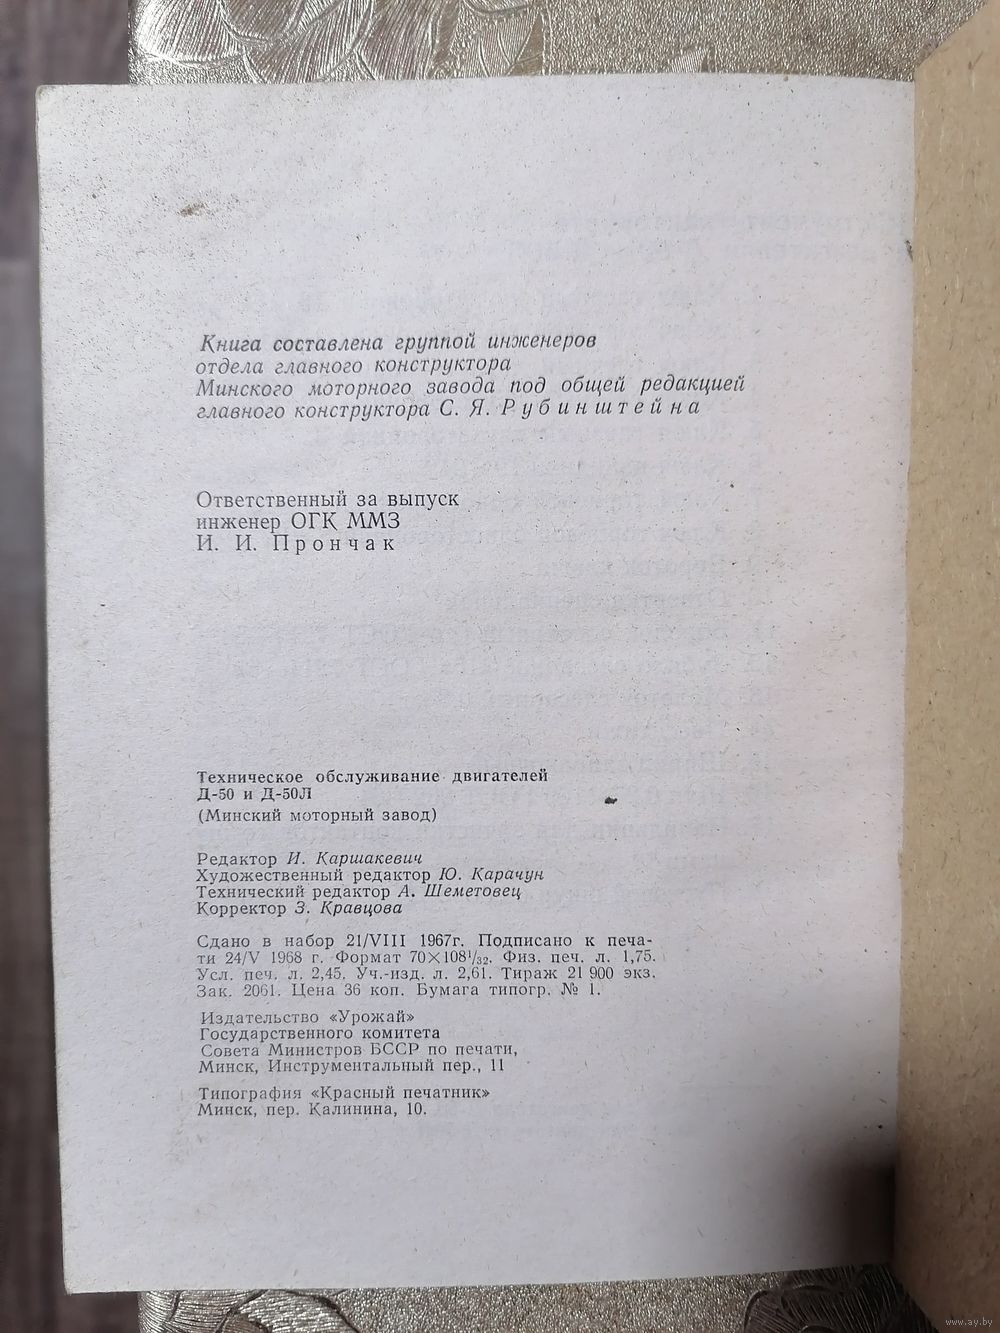 Книга составлена группой инженеров
отдела главного конструктора
Минского моторного завода под общей редакцией
главного конструктора С. Я. Рубинштейна
Ответственный за выпуск
инженер ОГК ММЗ
И. И. Прончак
Техническое обслуживание двигателей
Д-50 и Д-50Л
(Минский моторный завод)
Редактор И. Каршакевич
Художественный редактор Ю. Карачун
Технический редактор А. Шеметовец
Корректор З. Кравцова
Сдано в набор 21/VIII 1967г. Подписано к печа-
ти 24/V 1968 г. Формат 70×108¹/₃₂. Физ. печ. л. 1,75.
Усл. печ. л. 2,45. Уч.-изд. л. 2,61. Тираж 21 900 экз.
Зак. 2061. Цена 36 коп. Бумага типогр. № 1.
Издательство «Урожай»
Государственного комитета
Совета Министров БССР по печати,
Минск, Инструментальный пер., 11
Типография «Красный печатник»
Минск, пер. Калинина, 10.
www.ay.by